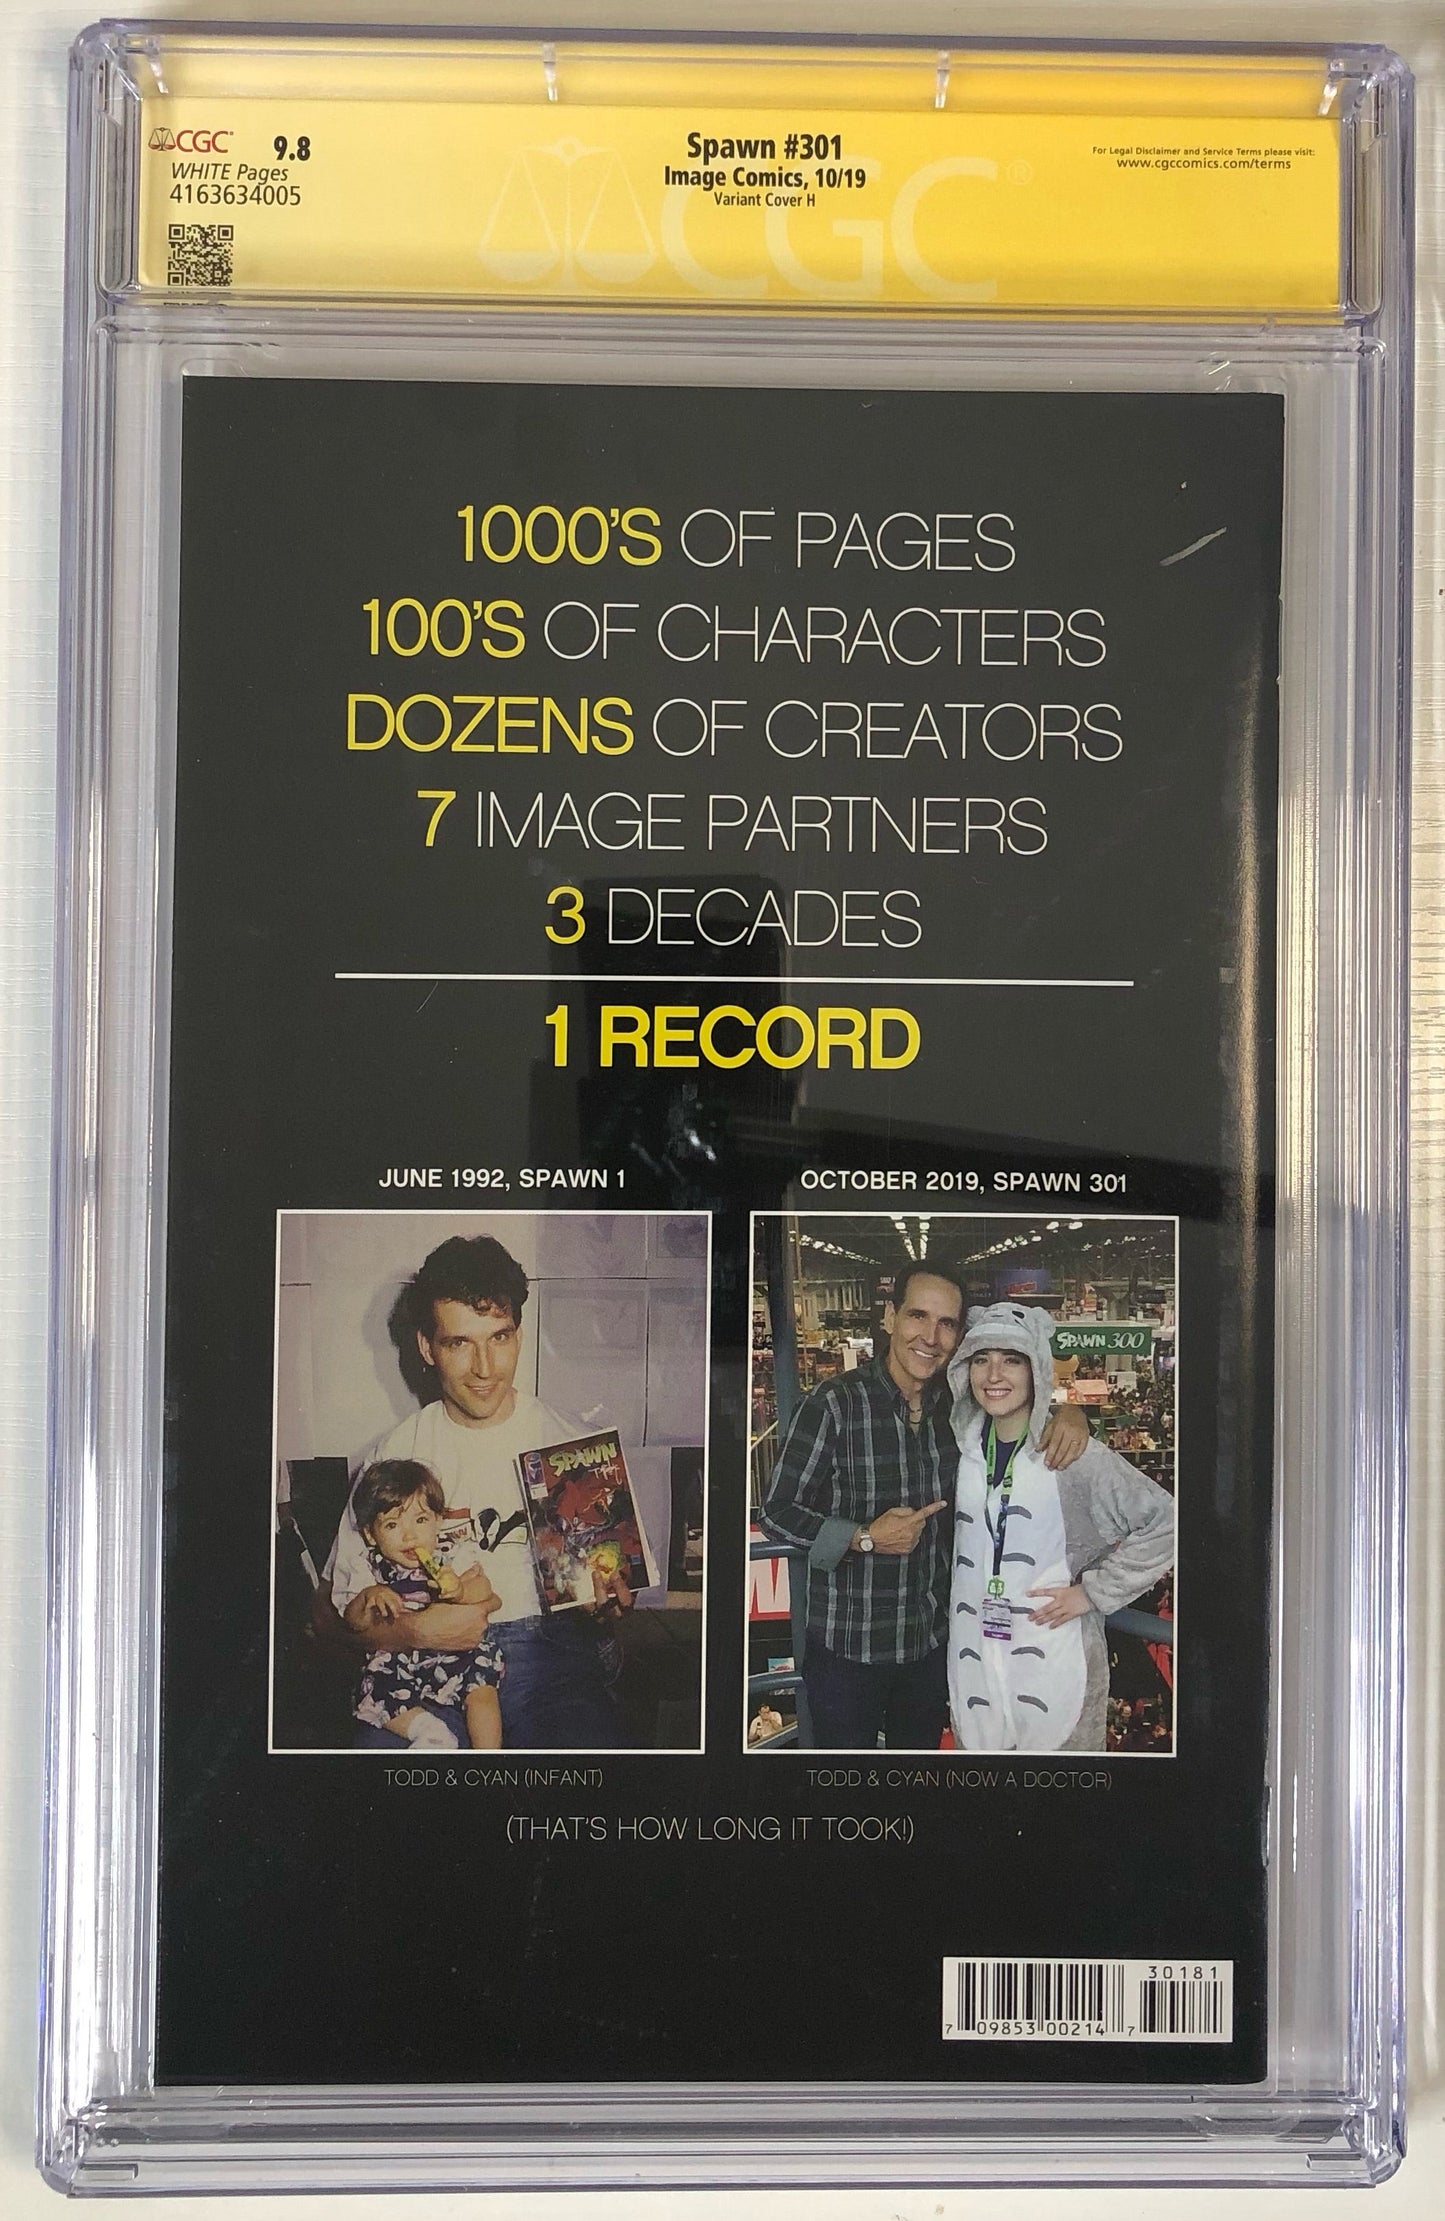 CGC® 9.8
WHITE Pages
4163634005
Spawn #301
Image Comics, 10/19
Variant Cover H
For Legal Disclaimer and Service Terms please visit:
www.cgccomics.com/terms
CGC®
1000'S OF PAGES
100'S OF CHARACTERS
DOZENS OF CREATORS
7 IMAGE PARTNERS
3 DECADES
1 RECORD
JUNE 1992, SPAWN 1
OCTOBER 2019, SPAWN 301
SPAWN
SPAWN 300
TODD & CYAN (INFANT)
TODD & CYAN (NOW A DOCTOR)
(THAT'S HOW LONG IT TOOK!)
30181
7 09853 00214 7